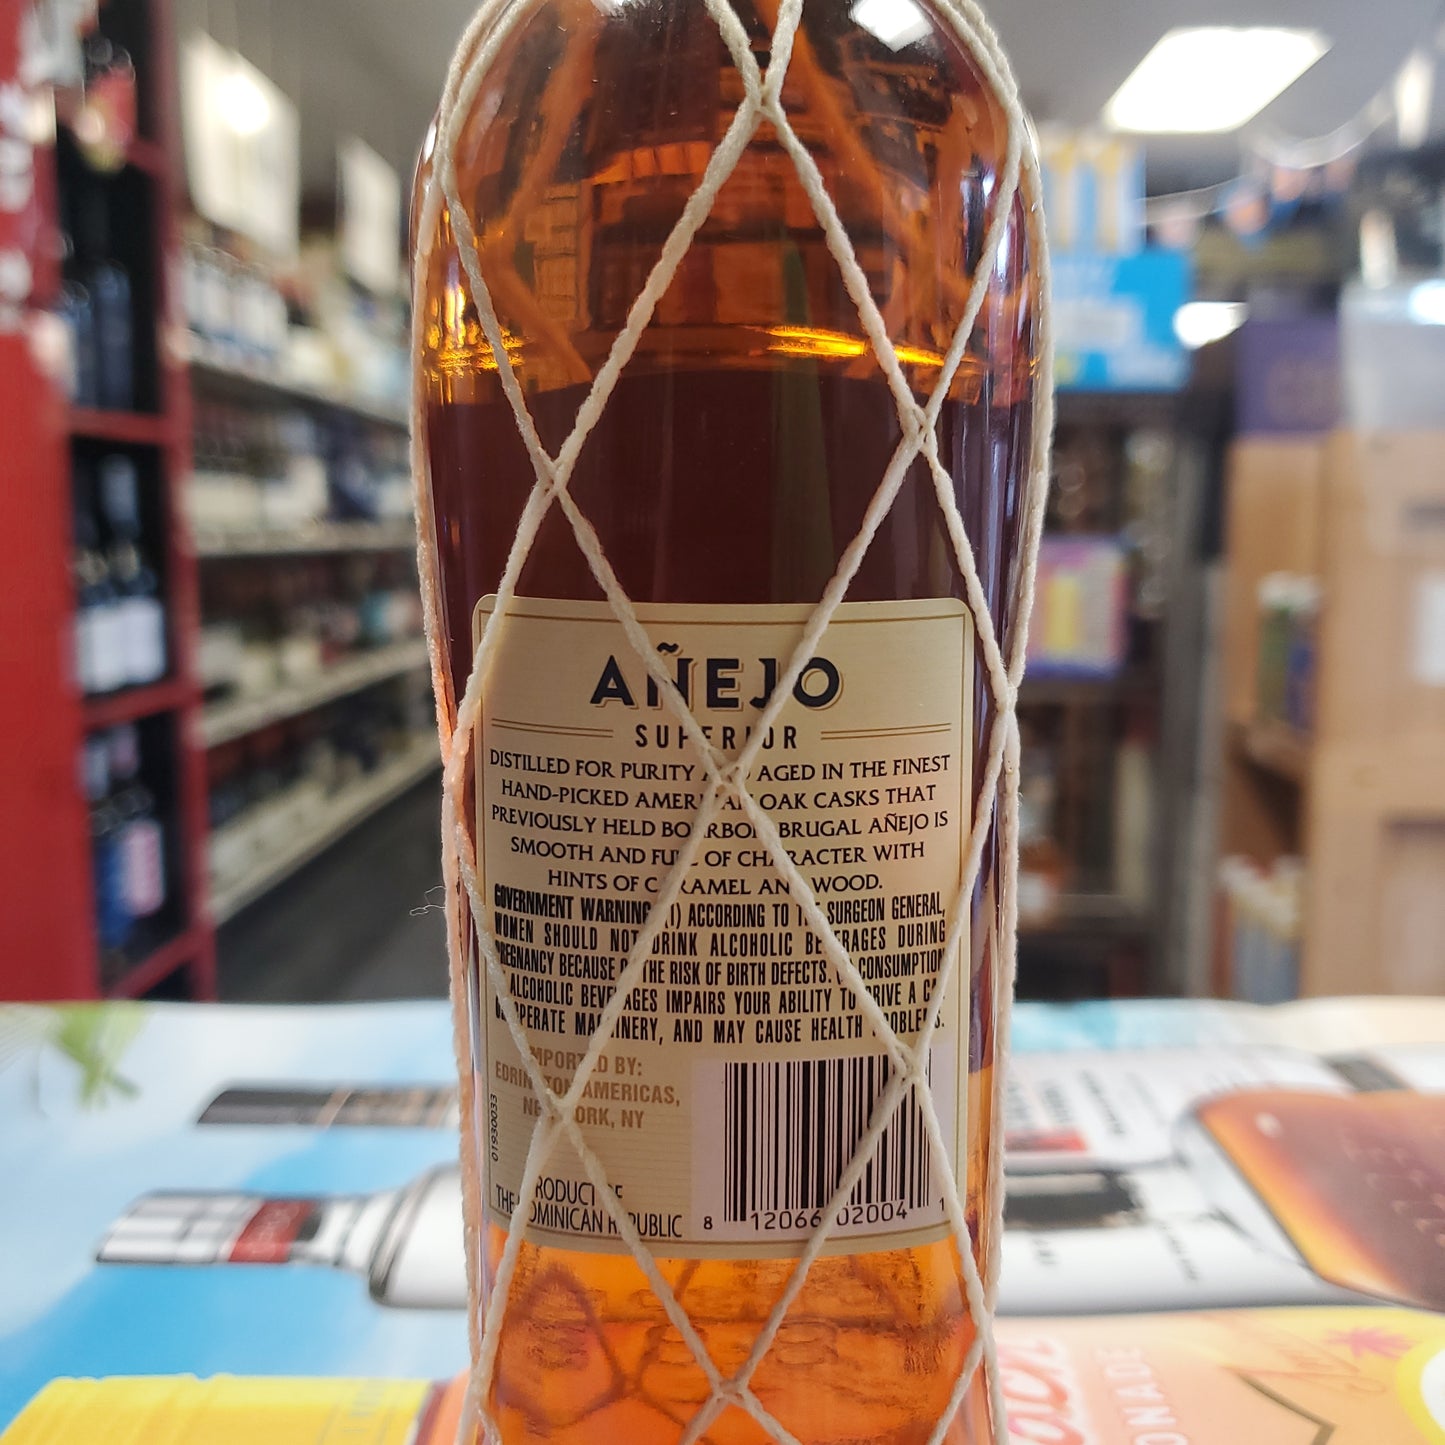 AÑEJO
SUPERIOR
DISTILLED FOR PURITY AND AGED IN THE FINEST
HAND-PICKED AMERICAN OAK CASKS THAT
PREVIOUSLY HELD BOURBON. BRUGAL AÑEJO IS
SMOOTH AND FULL OF CHARACTER WITH
HINTS OF CARAMEL AND WOOD.
GOVERNMENT WARNING: (1) ACCORDING TO THE SURGEON GENERAL,
WOMEN SHOULD NOT DRINK ALCOHOLIC BEVERAGES DURING
PREGNANCY BECAUSE OF THE RISK OF BIRTH DEFECTS. (2) CONSUMPTION
OF ALCOHOLIC BEVERAGES IMPAIRS YOUR ABILITY TO DRIVE A CAR
OR OPERATE MACHINERY, AND MAY CAUSE HEALTH PROBLEMS.
IMPORTED BY:
EDRINGTON AMERICAS,
NEW YORK, NY
01930033
PRODUCT OF
THE DOMINICAN REPUBLIC
8 12066 02004 1